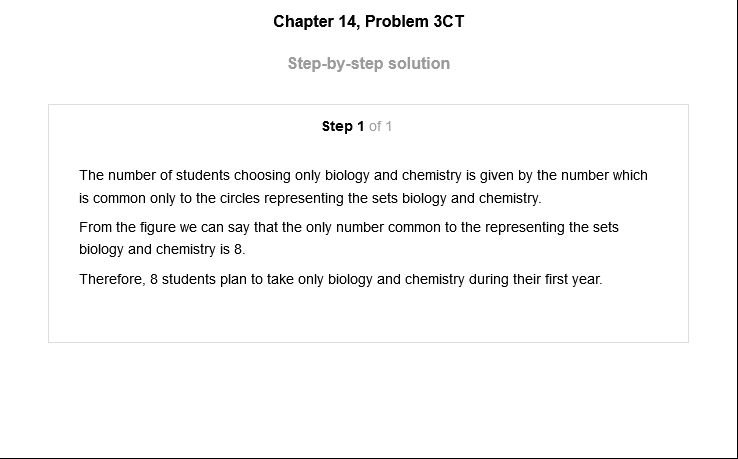 Chapter 14, Problem 3CT
Step-by-step solution
Step 1 of 1
The number of students choosing only biology and chemistry is given by the number which
is common only to the circles representing the sets biology and chemistry.
From the figure we can say that the only number common to the representing the sets
biology and chemistry is 8.
Therefore, 8 students plan to take only biology and chemistry during their first year.